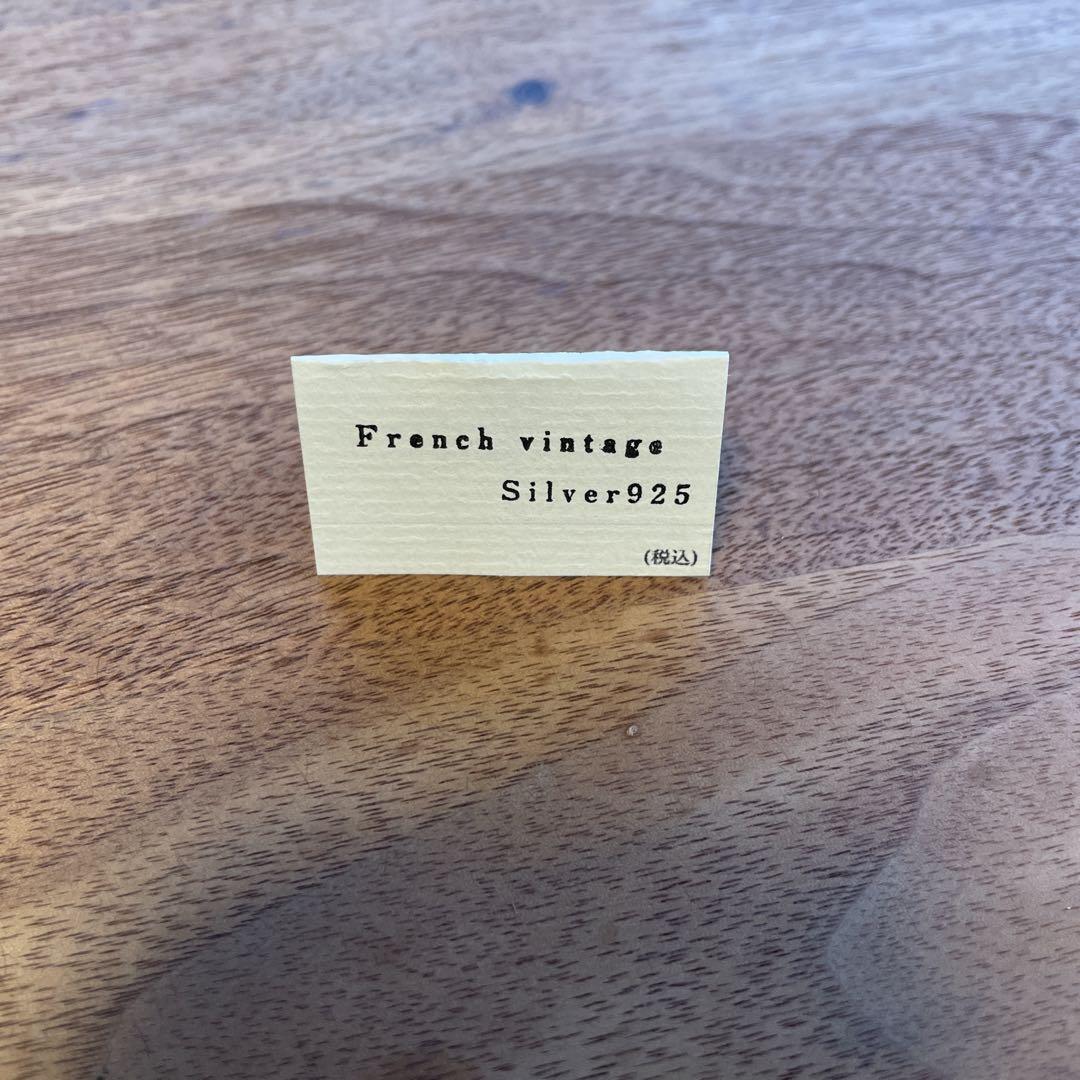 French vintage
Silver925
(税込)